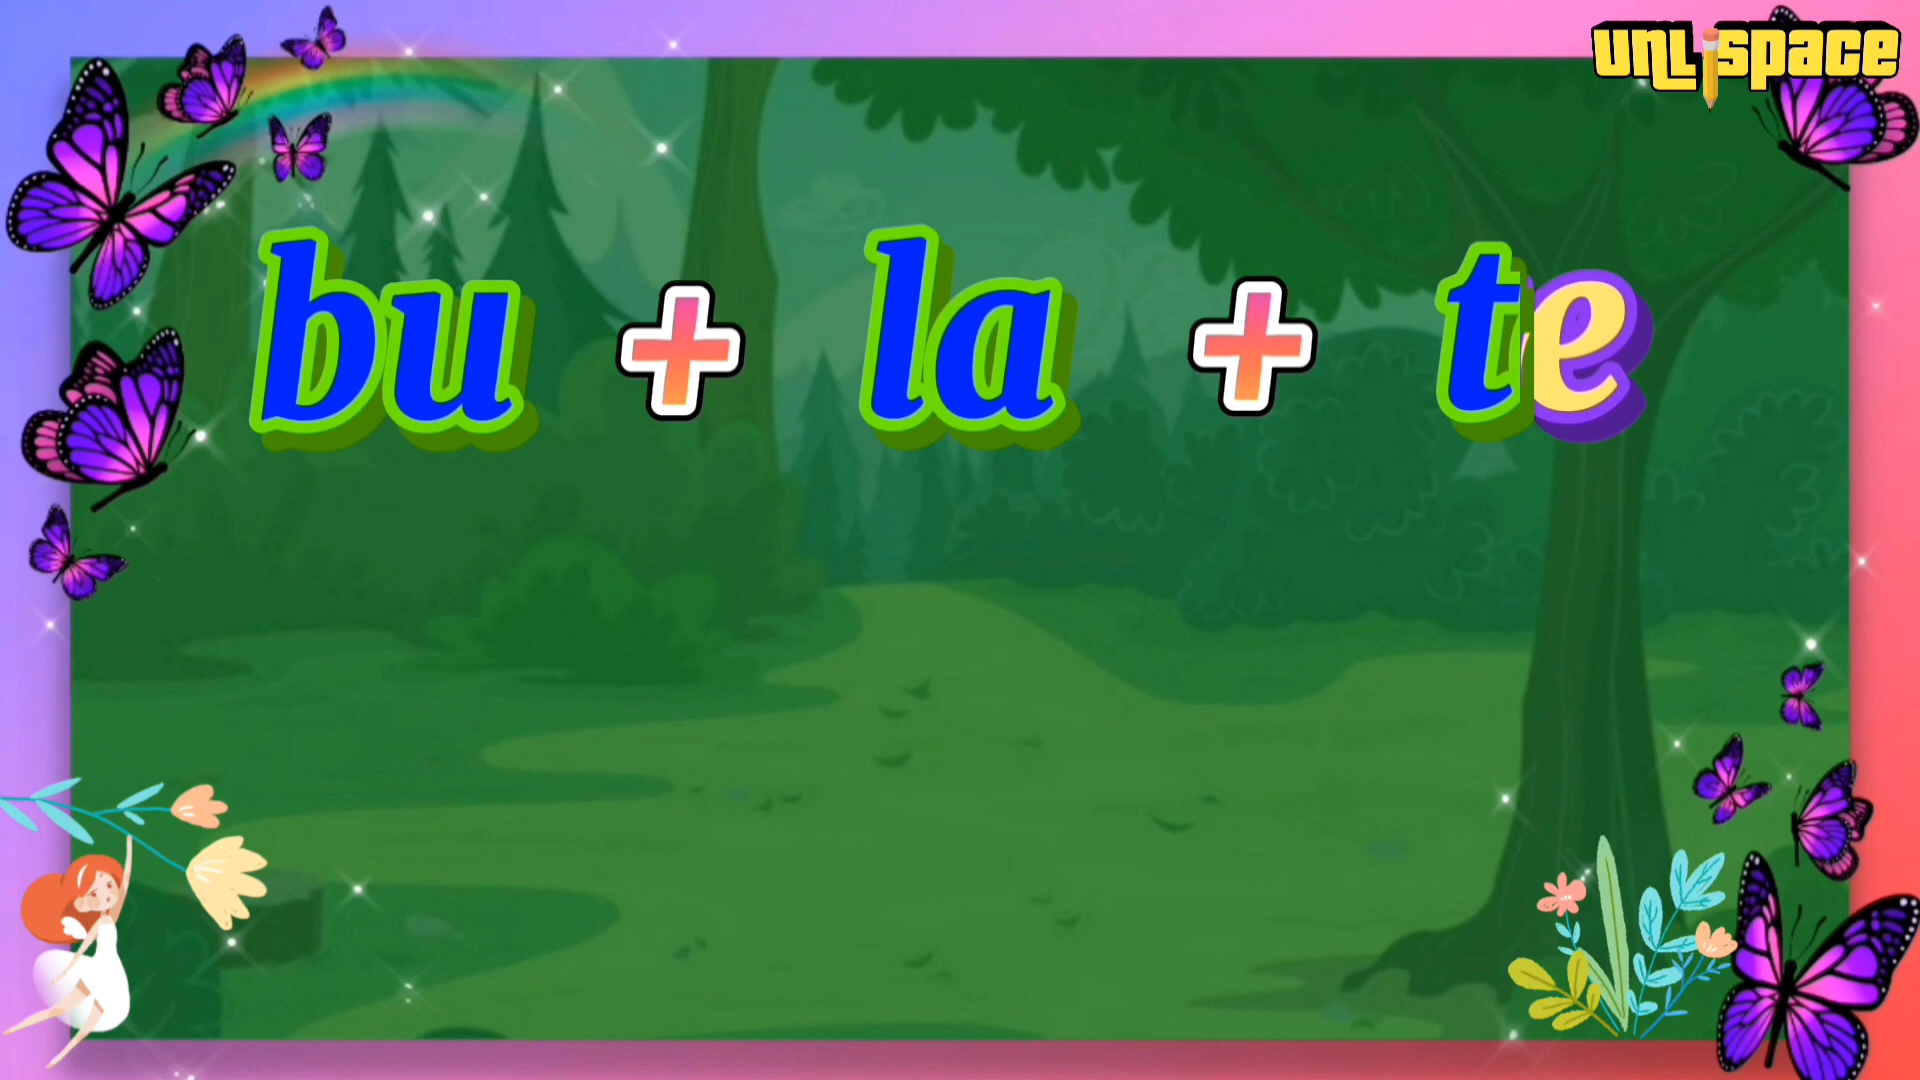 UNLISPACE
bu + la + te